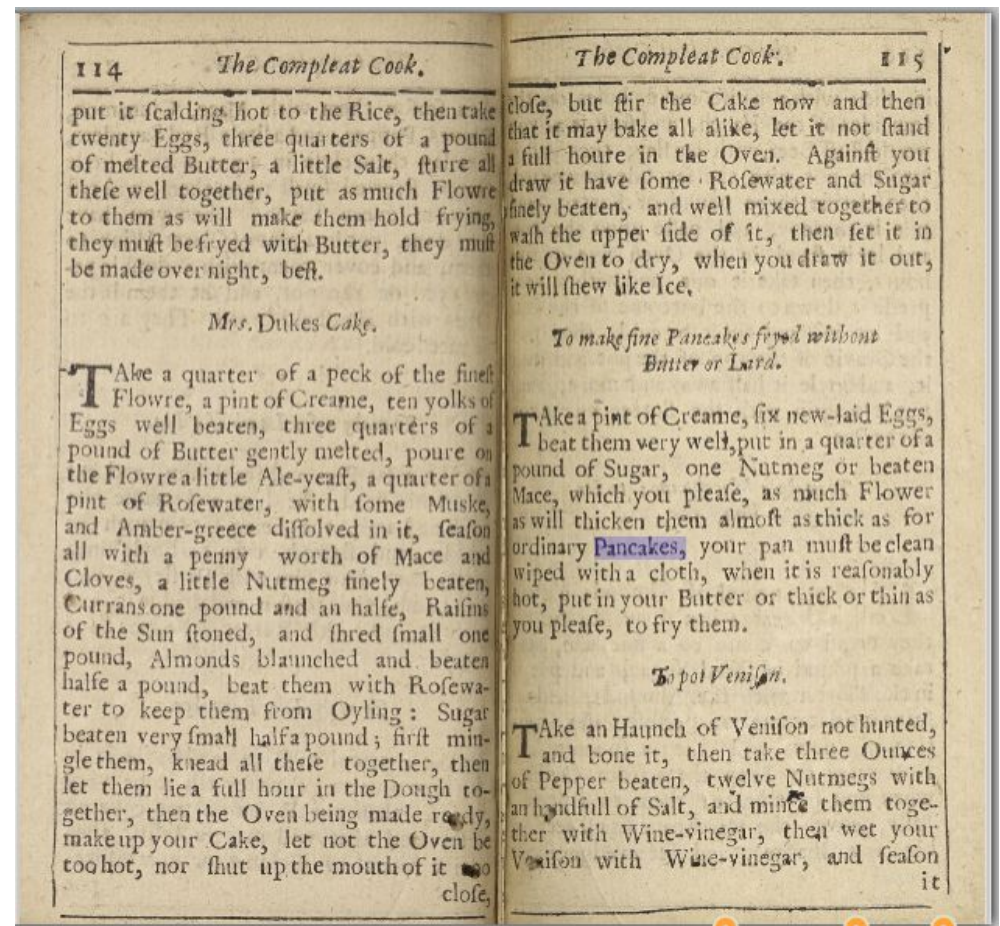 114 The Compleat Cook.
put it ſcalding hot to the Rice, then take
twenty Eggs, three quarters of a pound
of melted Butter, a little Salt, ſtirre all
theſe well together, put as much Flowre
to them as will make them hold frying,
they muſt be fryed with Butter, they muſt
be made over night, beſt.
Mrs. Dukes Cake.
TAke a quarter of a peck of the fineſt
Flowre, a pint of Creame, ten yolks of
Eggs well beaten, three quarters of a
pound of Butter gently melted, poure on
the Flowre a little Ale-yeaſt, a quarter of a
pint of Roſewater, with ſome Muske,
and Amber-greece diſſolved in it, ſeaſon
all with a penny worth of Mace and
Cloves, a little Nutmeg finely beaten,
Currans one pound and an halfe, Raiſins
of the Sun ſtoned, and ſhred ſmall one
pound, Almonds blaunched and beaten
halfe a pound, beat them with Roſewa-
ter to keep them from Oyling: Sugar
beaten very ſmall half a pound; firſt min-
gle them, knead all theſe together, then
let them lie a full hour in the Dough to-
gether, then the Oven being made ready,
make up your Cake, let not the Oven be
too hot, nor ſhut up the mouth of it too
cloſe,
The Compleat Cook. 115
cloſe, but ſtir the Cake now and then
that it may bake all alike, let it not ſtand
a full houre in the Oven. Againſt you
draw it have ſome Roſewater and Sugar
finely beaten, and well mixed together to
waſh the upper ſide of it, then ſet it in
the Oven to dry, when you draw it out,
it will ſhew like Ice.
To make fine Pancakes fryed without
Butter or Lard.
TAke a pint of Creame, ſix new-laid Eggs,
beat them very well, put in a quarter of a
pound of Sugar, one Nutmeg or beaten
Mace, which you pleaſe, as much Flower
as will thicken them almoſt as thick as for
ordinary Pancakes, your pan muſt be clean
wiped with a cloth, when it is reaſonably
hot, put in your Butter or thick or thin as
you pleaſe, to fry them.
To pot Veniſon.
TAke an Haunch of Veniſon not hunted,
and bone it, then take three Ounces
of Pepper beaten, twelve Nutmegs with
an handfull of Salt, and mince them toge-
ther with Wine-vinegar, then wet your
Veniſon with Wine-vinegar, and ſeaſon
it